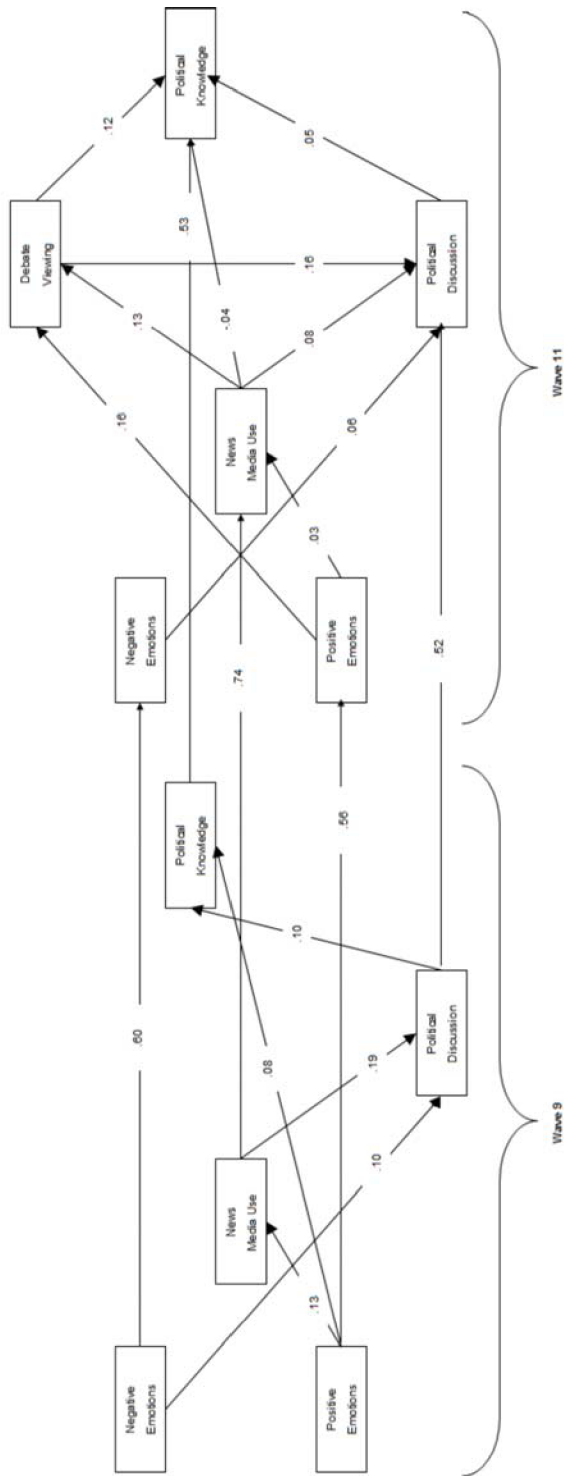 Debate
Viewing
.12
Negative
Emotions
.60
Negative
Emotions
.16
.13
Political
Knowledge
.53
Political
Knowledge
News
Media Use
.74
News
Media Use
-.04
.08
.10
.13
.03
.08
.16
.05
Positive
Emotions
.56
Positive
Emotions
.10
.19
.06
Political
Discussion
.52
Political
Discussion
Wave 9
Wave 11